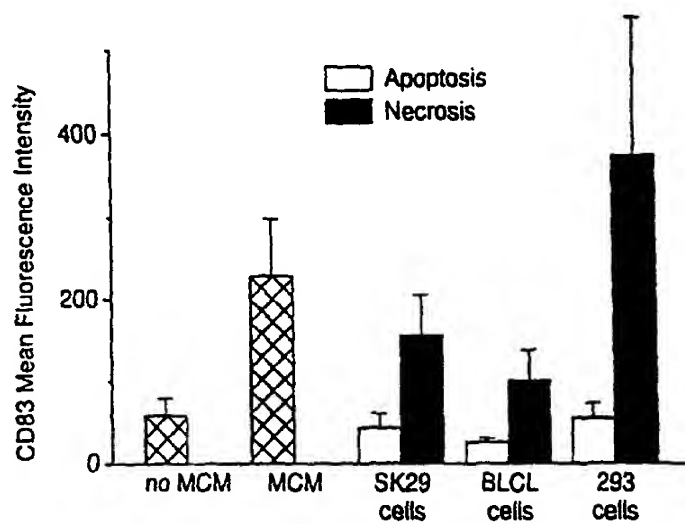 CD83 Mean Fluorescence Intensity
400
200
0
Apoptosis
Necrosis
no MCM
MCM
SK29
cells
BLCL
cells
293
cells